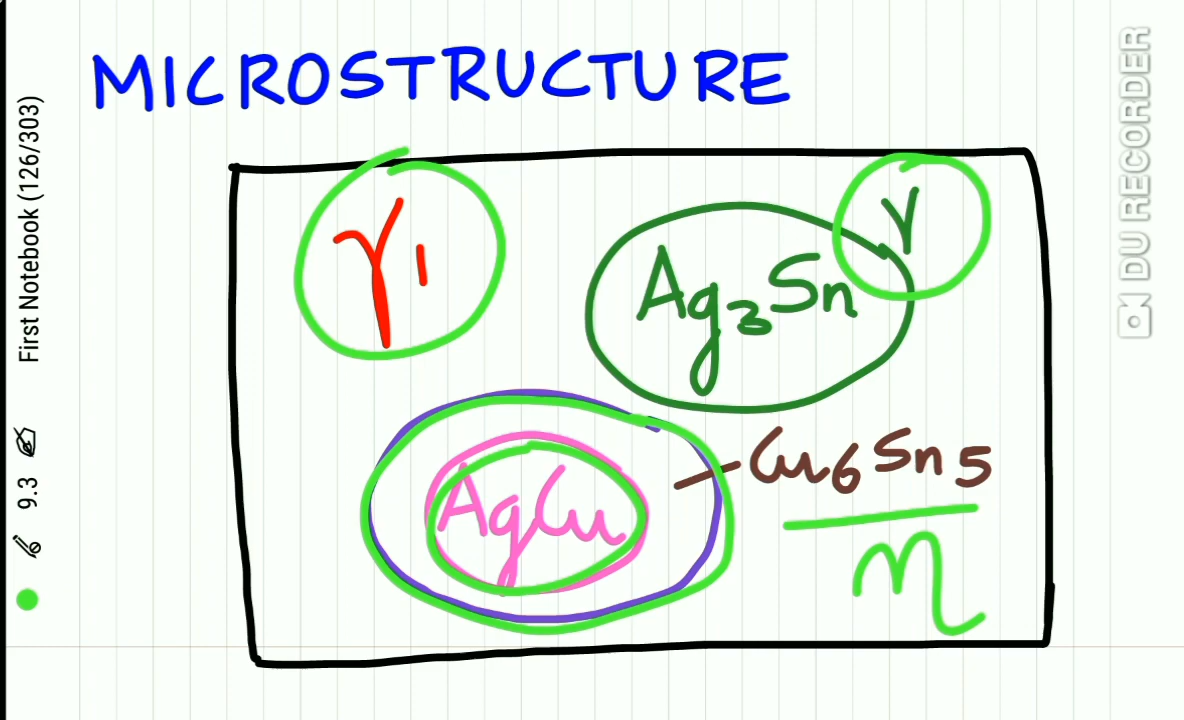 MICROSTRUCTURE
γ1
γ
Ag3Sn
AgCu
Cu6Sn5
η
First Notebook (126/303)
9.3
DU RECORDER